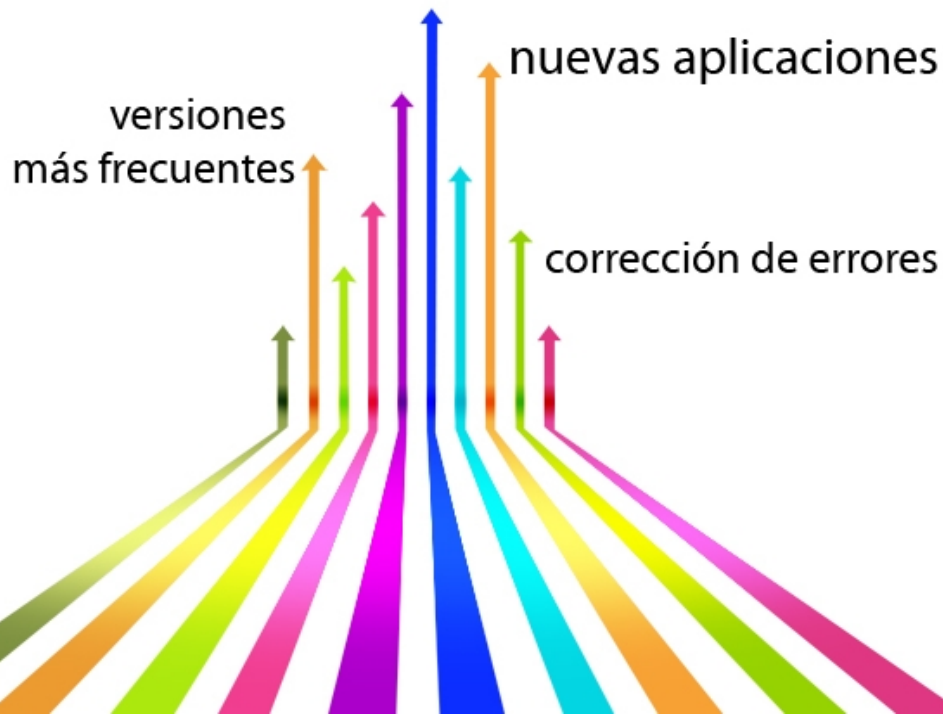 nuevas aplicaciones
versiones
más frecuentes
corrección de errores